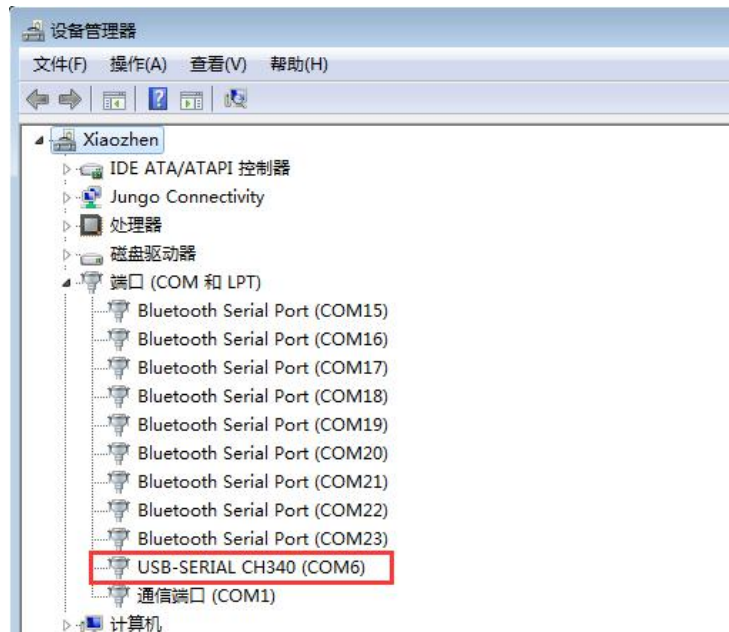 设备管理器
文件(F) 操作(A) 查看(V) 帮助(H)
Xiaozhen
IDE ATA/ATAPI 控制器
Jungo Connectivity
处理器
磁盘驱动器
端口 (COM 和 LPT)
Bluetooth Serial Port (COM15)
Bluetooth Serial Port (COM16)
Bluetooth Serial Port (COM17)
Bluetooth Serial Port (COM18)
Bluetooth Serial Port (COM19)
Bluetooth Serial Port (COM20)
Bluetooth Serial Port (COM21)
Bluetooth Serial Port (COM22)
Bluetooth Serial Port (COM23)
USB-SERIAL CH340 (COM6)
通信端口 (COM1)
计算机